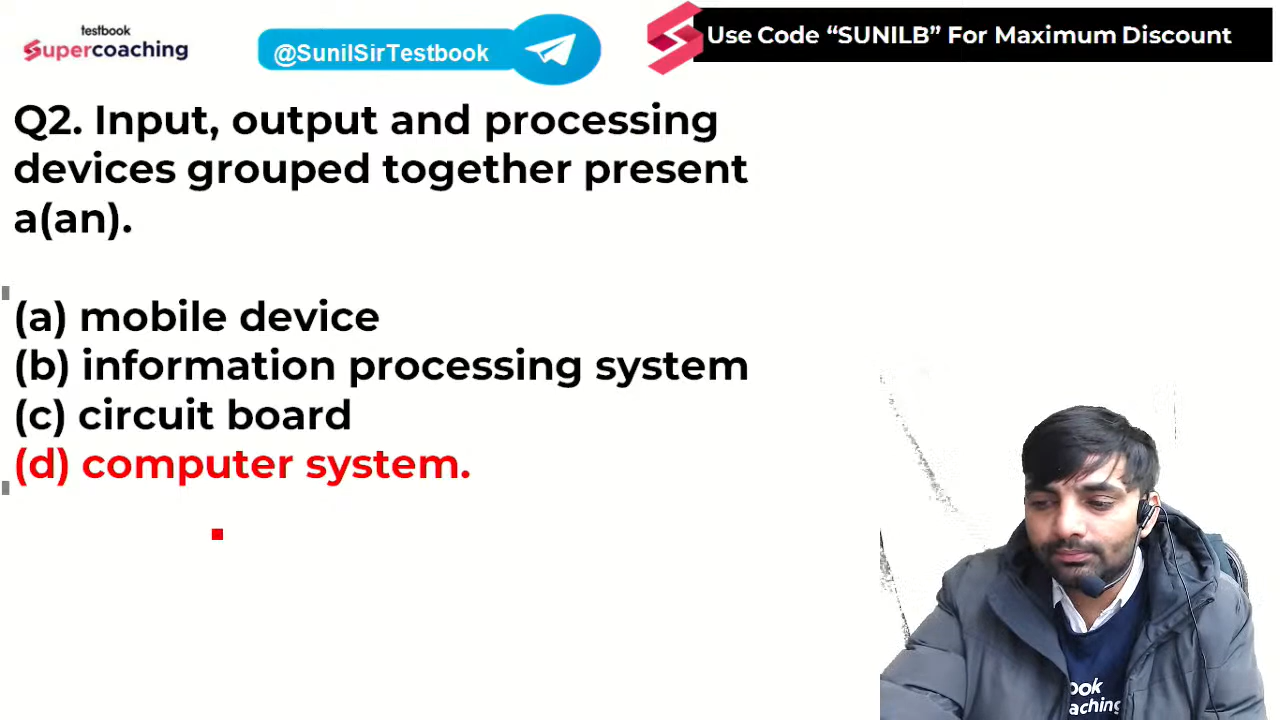 testbook
Supercoaching
@SunilSirTestbook
Use Code “SUNILB” For Maximum Discount
Q2. Input, output and processing
devices grouped together present
a(an).
(a) mobile device
(b) information processing system
(c) circuit board
(d) computer system.
ook
aching